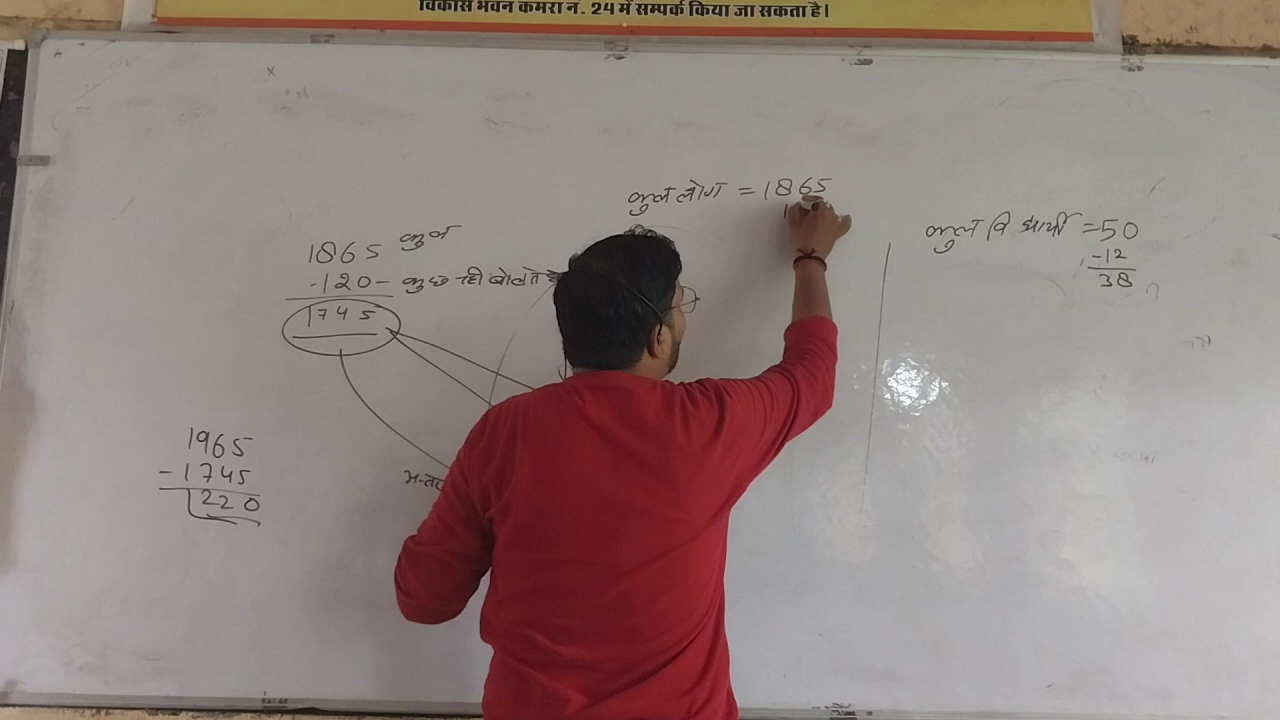 विकास भवन कमरा नं. 24 में सम्पर्क किया जा सकता है।
कुल लोग = 1865
1865 कुल
-120 - कुछ नही बोलते है
1745
1965
- 1745
220
कुल विद्यार्थी = 50
-12
38